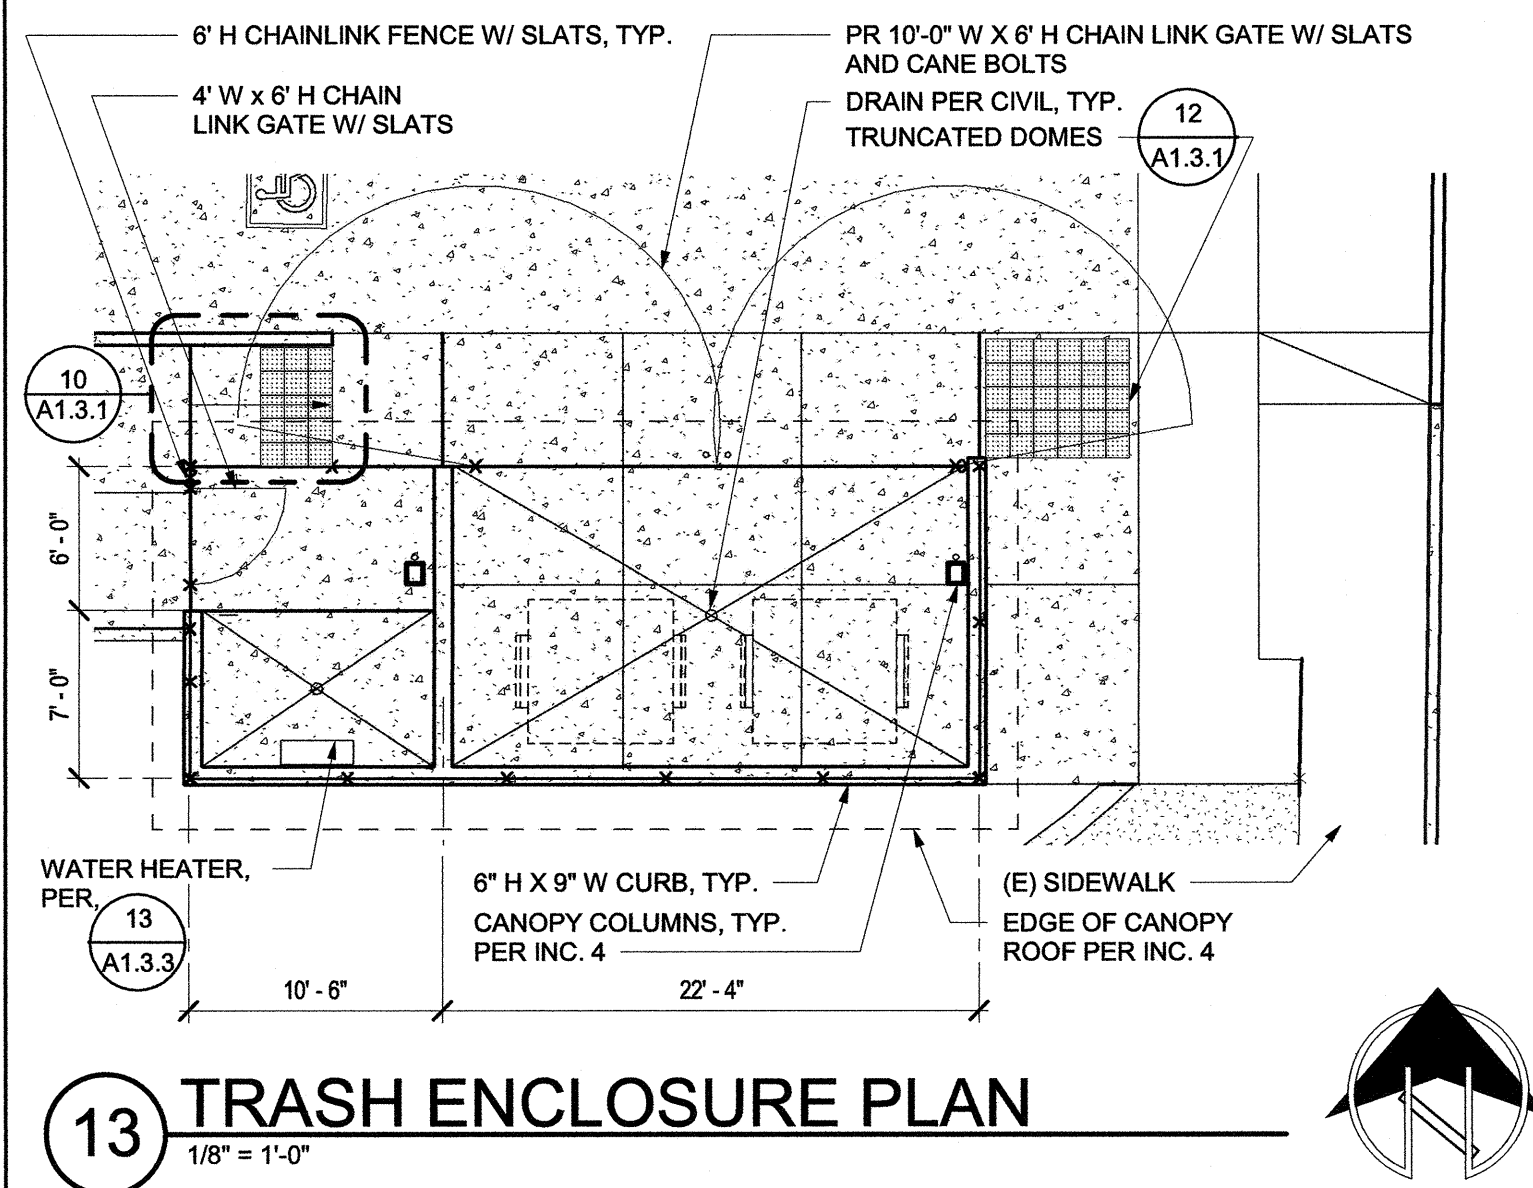 6' H CHAINLINK FENCE W/ SLATS, TYP.
4' W x 6' H CHAIN
LINK GATE W/ SLATS
PR 10'-0" W X 6' H CHAIN LINK GATE W/ SLATS
AND CANE BOLTS
DRAIN PER CIVIL, TYP.
TRUNCATED DOMES
12
A1.3.1
10
A1.3.1
6' - 0"
7' - 0"
WATER HEATER,
PER,
13
A1.3.3
6" H X 9" W CURB, TYP.
CANOPY COLUMNS, TYP.
PER INC. 4
(E) SIDEWALK
EDGE OF CANOPY
ROOF PER INC. 4
10' - 6"
22' - 4"
13
TRASH ENCLOSURE PLAN
1/8" = 1'-0"